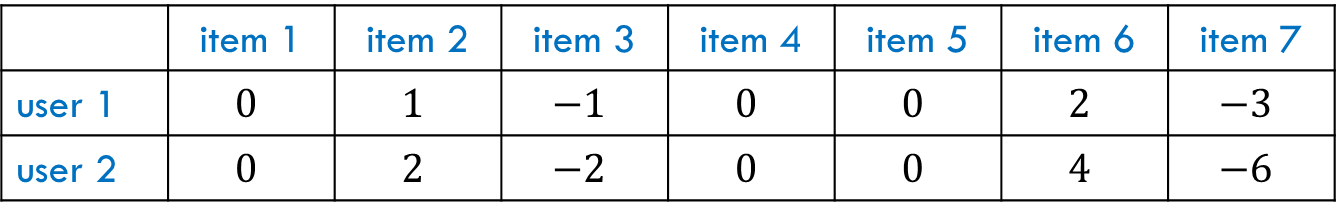 item 1 item 2 item 3 item 4 item 5 item 6 item 7
user 1 0 1 −1 0 0 2 −3
user 2 0 2 −2 0 0 4 −6